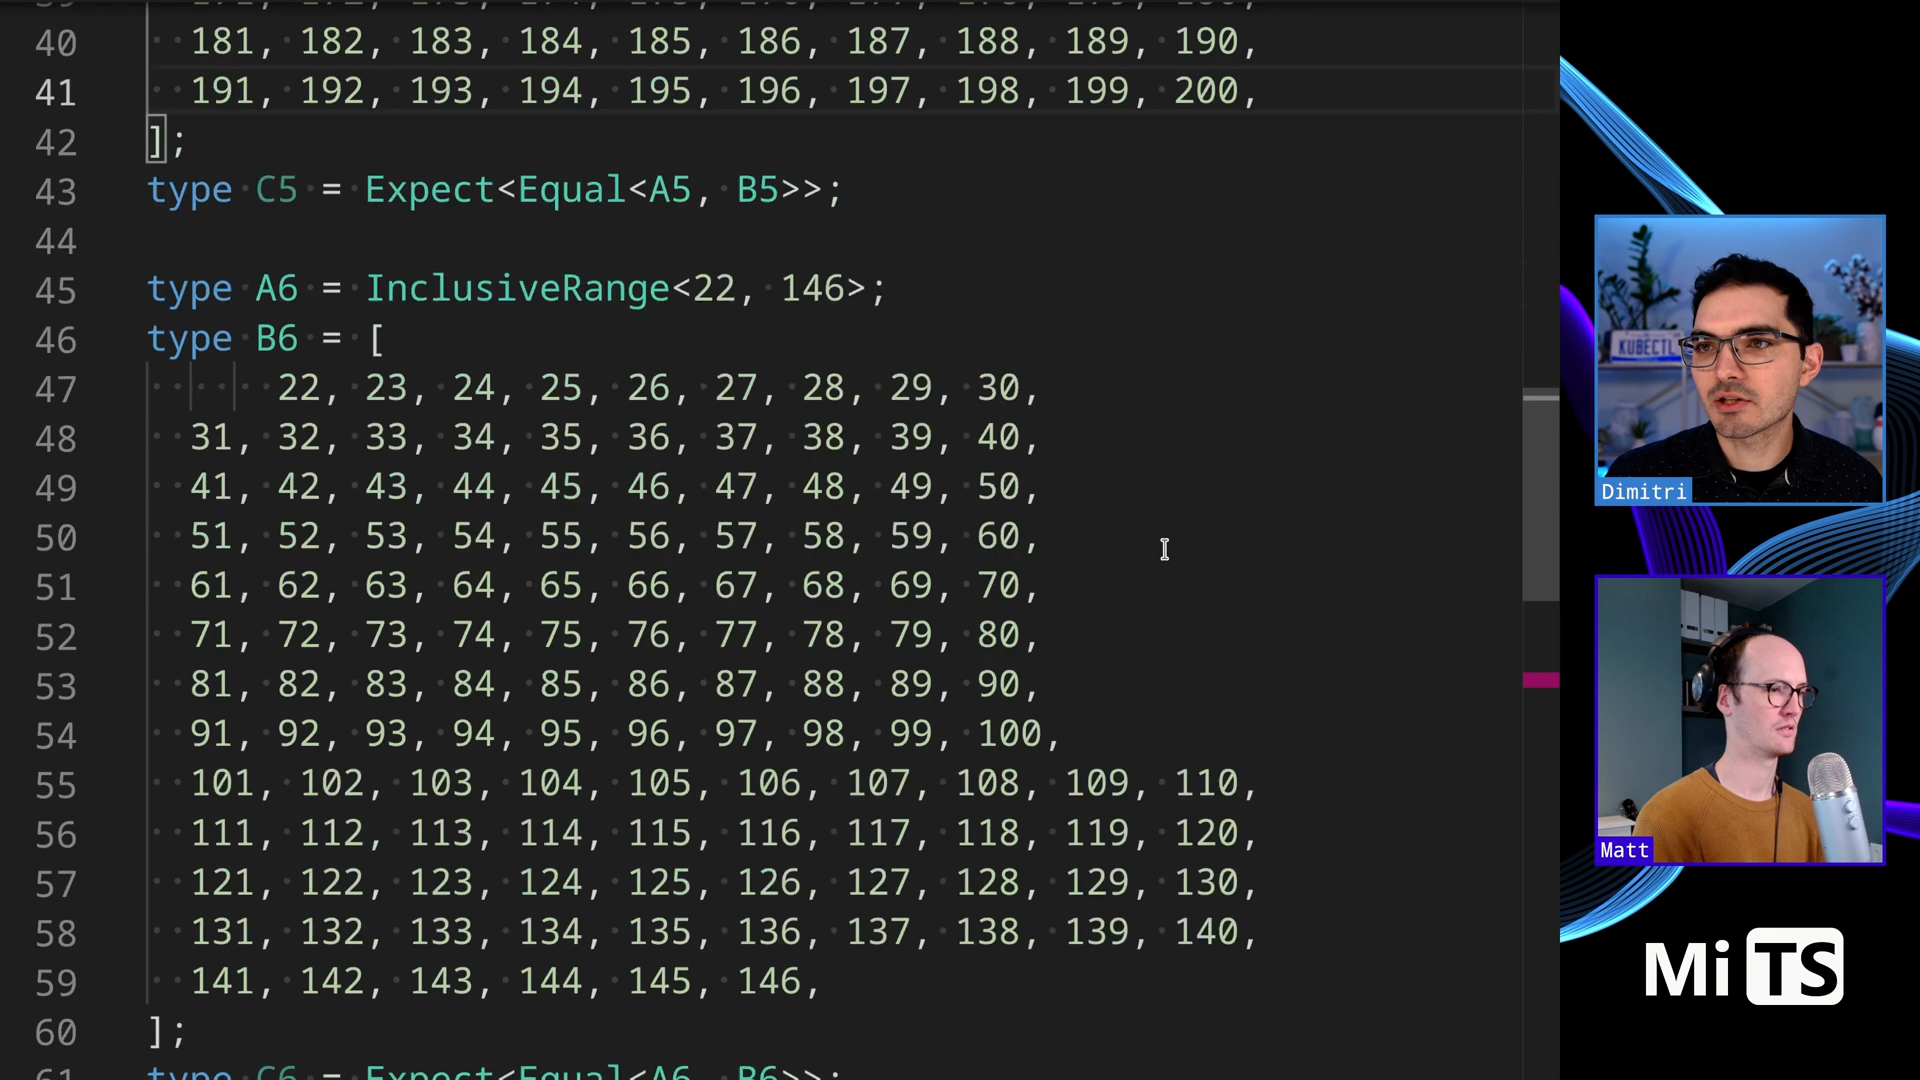 40 181, 182, 183, 184, 185, 186, 187, 188, 189, 190,
41 191, 192, 193, 194, 195, 196, 197, 198, 199, 200,
42 ];
43 type C5 = Expect<Equal<A5, B5>>;
44
45 type A6 = InclusiveRange<22, 146>;
46 type B6 = [
47 22, 23, 24, 25, 26, 27, 28, 29, 30,
48 31, 32, 33, 34, 35, 36, 37, 38, 39, 40,
49 41, 42, 43, 44, 45, 46, 47, 48, 49, 50,
50 51, 52, 53, 54, 55, 56, 57, 58, 59, 60,
51 61, 62, 63, 64, 65, 66, 67, 68, 69, 70,
52 71, 72, 73, 74, 75, 76, 77, 78, 79, 80,
53 81, 82, 83, 84, 85, 86, 87, 88, 89, 90,
54 91, 92, 93, 94, 95, 96, 97, 98, 99, 100,
55 101, 102, 103, 104, 105, 106, 107, 108, 109, 110,
56 111, 112, 113, 114, 115, 116, 117, 118, 119, 120,
57 121, 122, 123, 124, 125, 126, 127, 128, 129, 130,
58 131, 132, 133, 134, 135, 136, 137, 138, 139, 140,
59 141, 142, 143, 144, 145, 146,
60 ];
61 type C6 = Expect<Equal<A6, B6>>;
KUBECTL
Dimitri
Matt
Mi TS